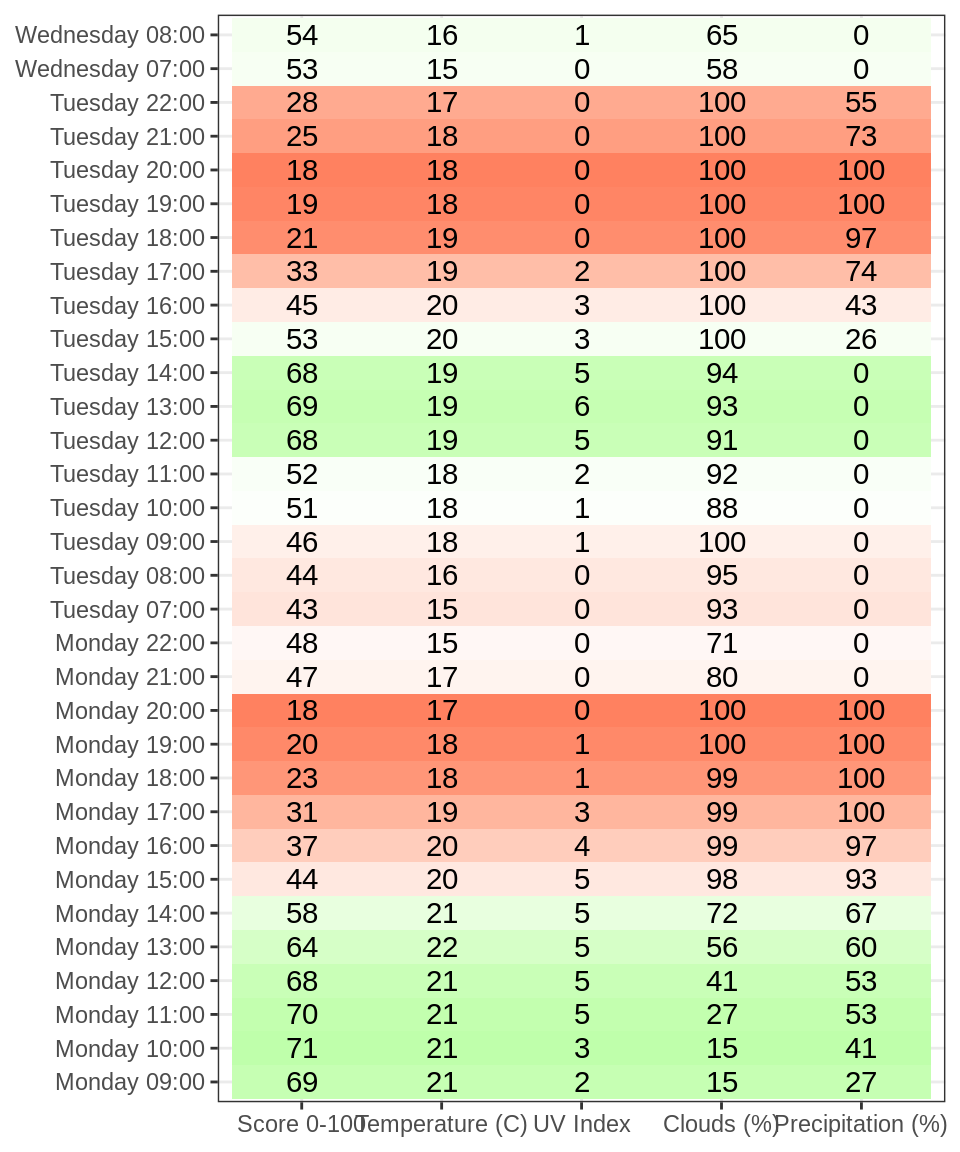 Wednesday 08:00 54 16 1 65 0
Wednesday 07:00 53 15 0 58 0
Tuesday 22:00 28 17 0 100 55
Tuesday 21:00 25 18 0 100 73
Tuesday 20:00 18 18 0 100 100
Tuesday 19:00 19 18 0 100 100
Tuesday 18:00 21 19 0 100 97
Tuesday 17:00 33 19 2 100 74
Tuesday 16:00 45 20 3 100 43
Tuesday 15:00 53 20 3 100 26
Tuesday 14:00 68 19 5 94 0
Tuesday 13:00 69 19 6 93 0
Tuesday 12:00 68 19 5 91 0
Tuesday 11:00 52 18 2 92 0
Tuesday 10:00 51 18 1 88 0
Tuesday 09:00 46 18 1 100 0
Tuesday 08:00 44 16 0 95 0
Tuesday 07:00 43 15 0 93 0
Monday 22:00 48 15 0 71 0
Monday 21:00 47 17 0 80 0
Monday 20:00 18 17 0 100 100
Monday 19:00 20 18 1 100 100
Monday 18:00 23 18 1 99 100
Monday 17:00 31 19 3 99 100
Monday 16:00 37 20 4 99 97
Monday 15:00 44 20 5 98 93
Monday 14:00 58 21 5 72 67
Monday 13:00 64 22 5 56 60
Monday 12:00 68 21 5 41 53
Monday 11:00 70 21 5 27 53
Monday 10:00 71 21 3 15 41
Monday 09:00 69 21 2 15 27
Score 0-100 Temperature (C) UV Index Clouds (%) Precipitation (%)